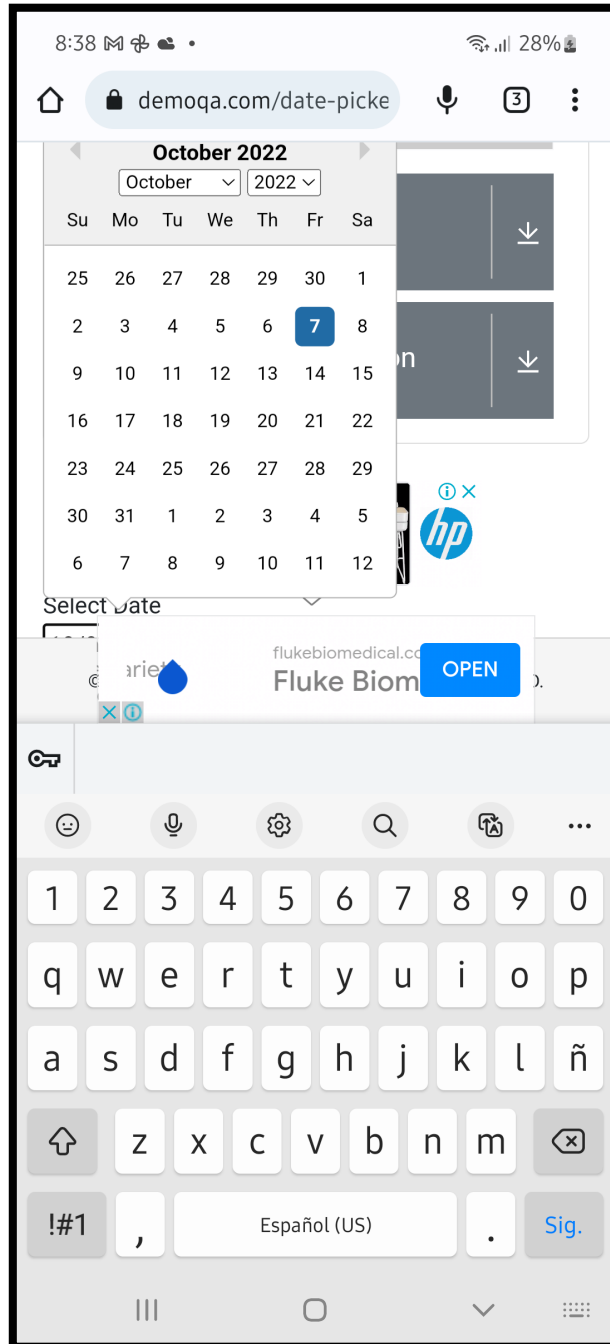 8:38
28%
demoqa.com/date-picke
3
October 2022
October
2022
Su Mo Tu We Th Fr Sa
25 26 27 28 29 30 1
2 3 4 5 6 7 8
9 10 11 12 13 14 15
16 17 18 19 20 21 22
23 24 25 26 27 28 29
30 31 1 2 3 4 5
6 7 8 9 10 11 12
on
hp
Select Date
ariet
flukebiomedical.co
Fluke Biom
OPEN
©
D.
1 2 3 4 5 6 7 8 9 0
q w e r t y u i o p
a s d f g h j k l ñ
z x c v b n m
!#1 , Español (US) . Sig.